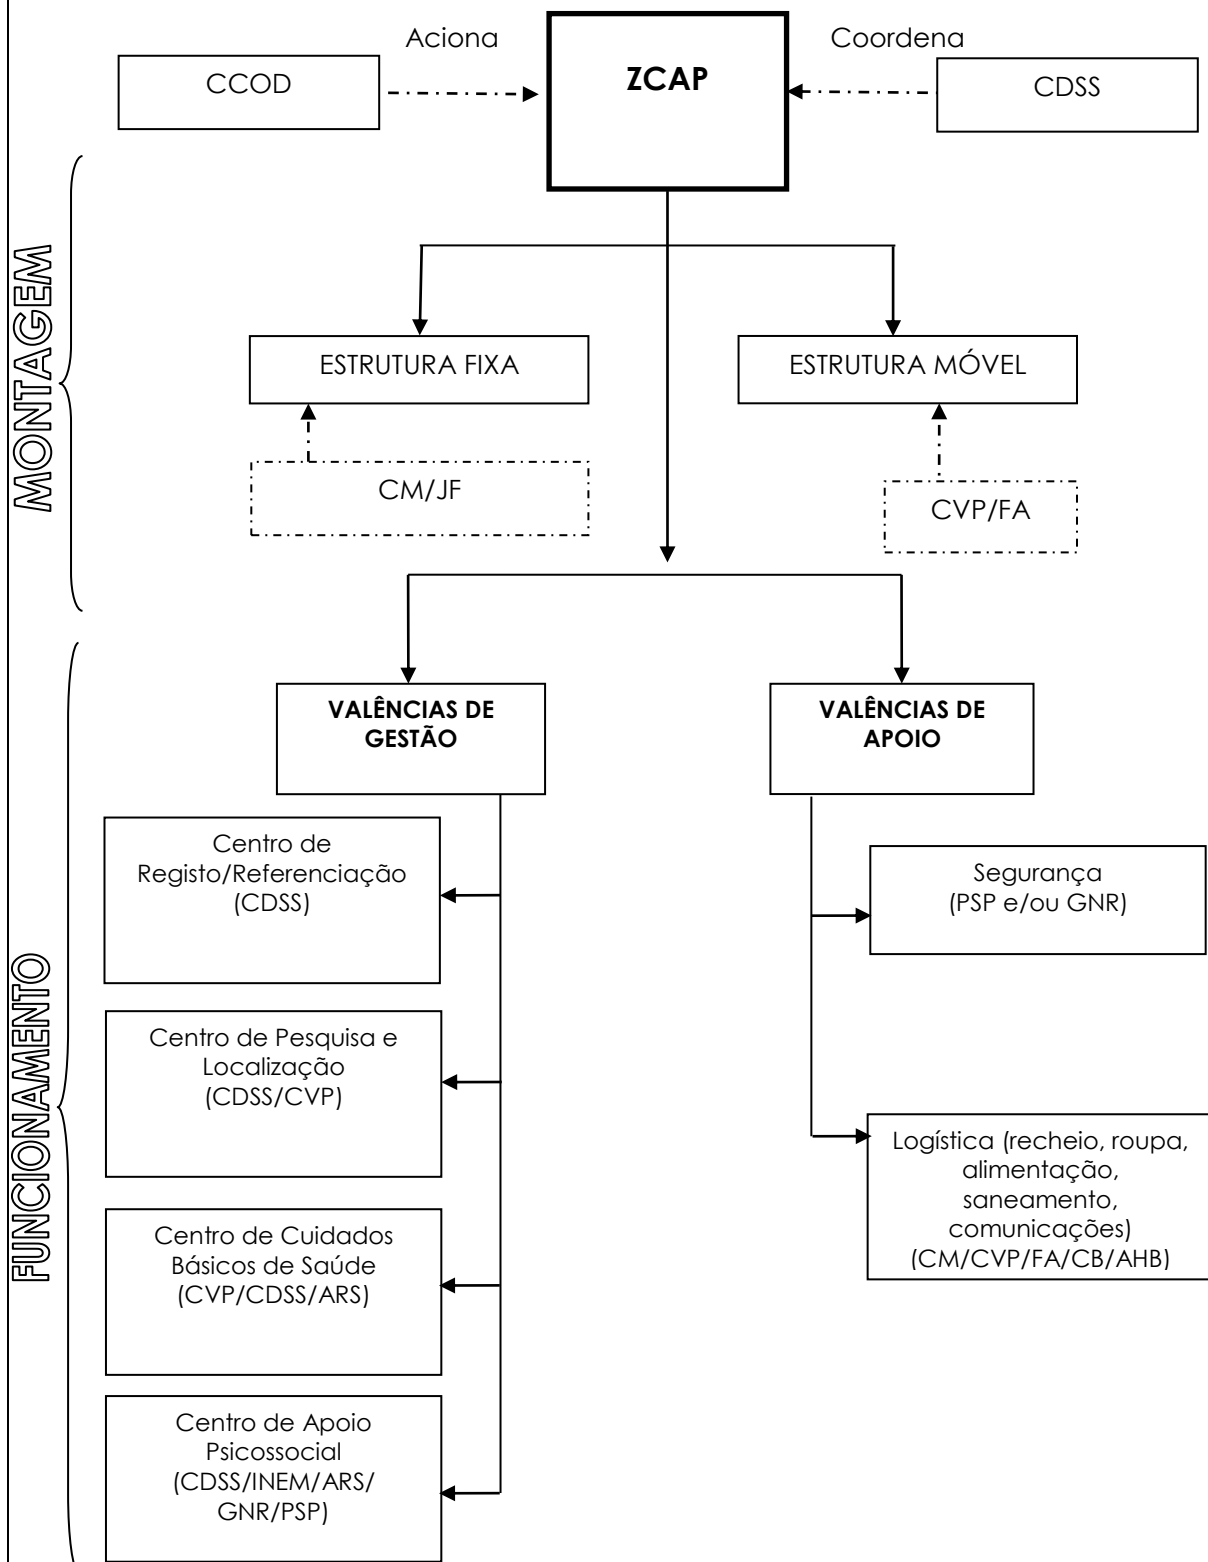 Aciona
Coordena
CCOD
ZCAP
CDSS
MONTAGEM
ESTRUTURA FIXA
ESTRUTURA MÓVEL
CM/JF
CVP/FA
FUNCIONAMENTO
VALÊNCIAS DE
GESTÃO
VALÊNCIAS DE
APOIO
Centro de
Registo/Referenciação
(CDSS)
Centro de Pesquisa e
Localização
(CDSS/CVP)
Centro de Cuidados
Básicos de Saúde
(CVP/CDSS/ARS)
Centro de Apoio
Psicossocial
(CDSS/INEM/ARS/
GNR/PSP)
Segurança
(PSP e/ou GNR)
Logística (recheio, roupa,
alimentação,
saneamento,
comunicações)
(CM/CVP/FA/CB/AHB)